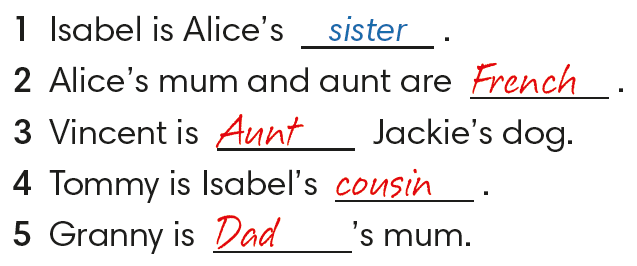 1 Isabel is Alice's sister.
2 Alice's mum and aunt are French.
3 Vincent is Aunt Jackie's dog.
4 Tommy is Isabel's cousin.
5 Granny is Dad's mum.